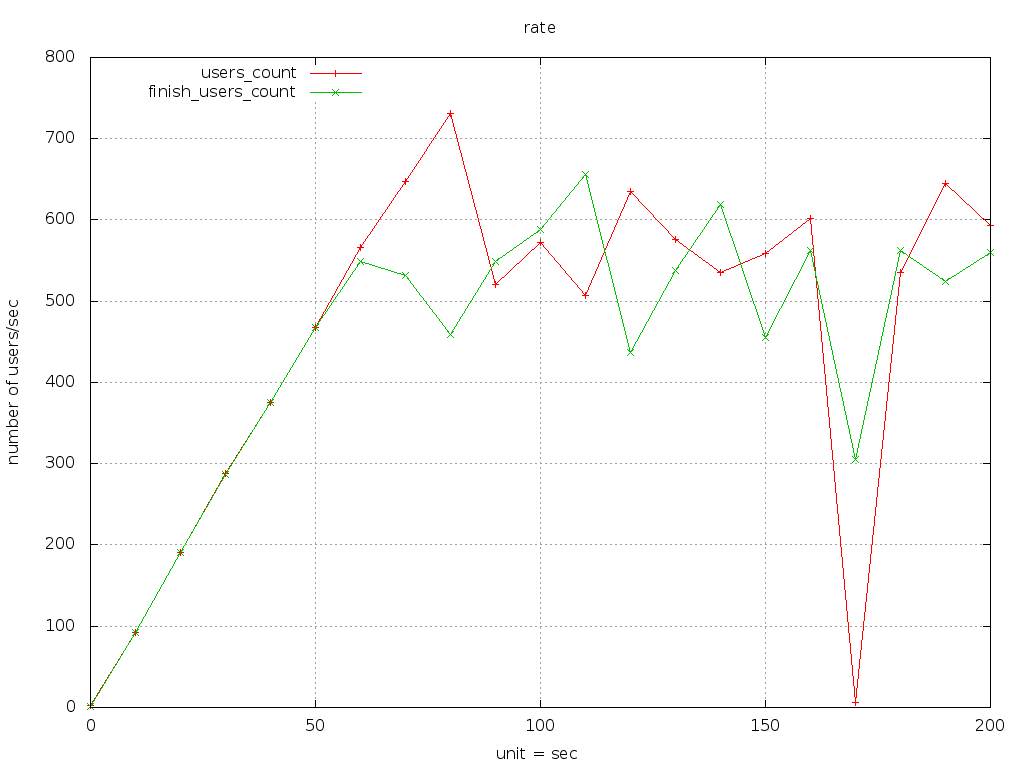 rate
800
700
600
500
400
300
200
100
0
users_count
finish_users_count
number of users/sec
0 50 100 150 200
unit = sec